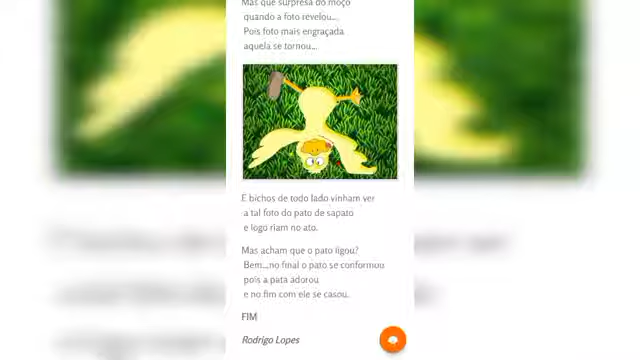 Mas que surpresa do moço
quando a foto revelou...
Pois foto mais engraçada
aquela se tornou...
E bichos de todo lado vinham ver
a tal foto do pato de sapato
e logo riam no ato.
Mas acham que o pato ligou?
Bem...no final o pato se conformou
pois a pata adorou
e no fim com ele se casou.
FIM
Rodrigo Lopes